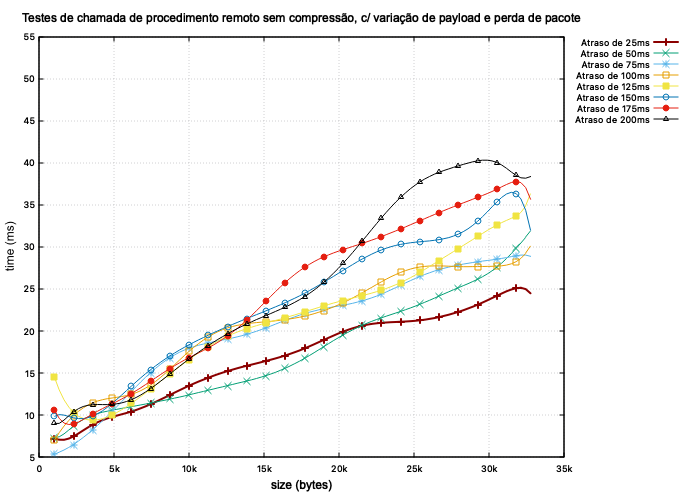 Testes de chamada de procedimento remoto sem compressão, c/ variação de payload e perda de pacote
Atraso de 25ms
Atraso de 50ms
Atraso de 75ms
Atraso de 100ms
Atraso de 125ms
Atraso de 150ms
Atraso de 175ms
Atraso de 200ms
55
50
45
40
35
30
25
20
15
10
5
time (ms)
0
5k
10k
15k
20k
25k
30k
35k
size (bytes)